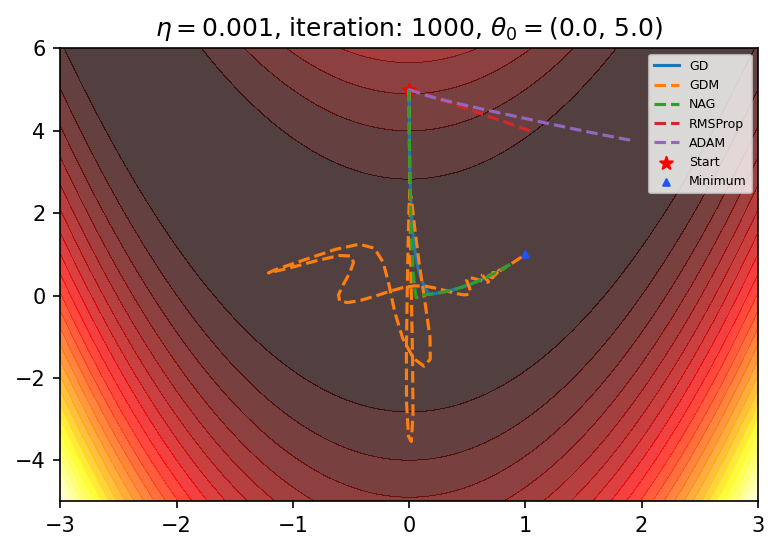 η = 0.001, iteration: 1000, θ₀ = (0.0, 5.0)
6
4
2
0
−2
−4
−3
−2
−1
0
1
2
3
GD
GDM
NAG
RMSProp
ADAM
Start
Minimum